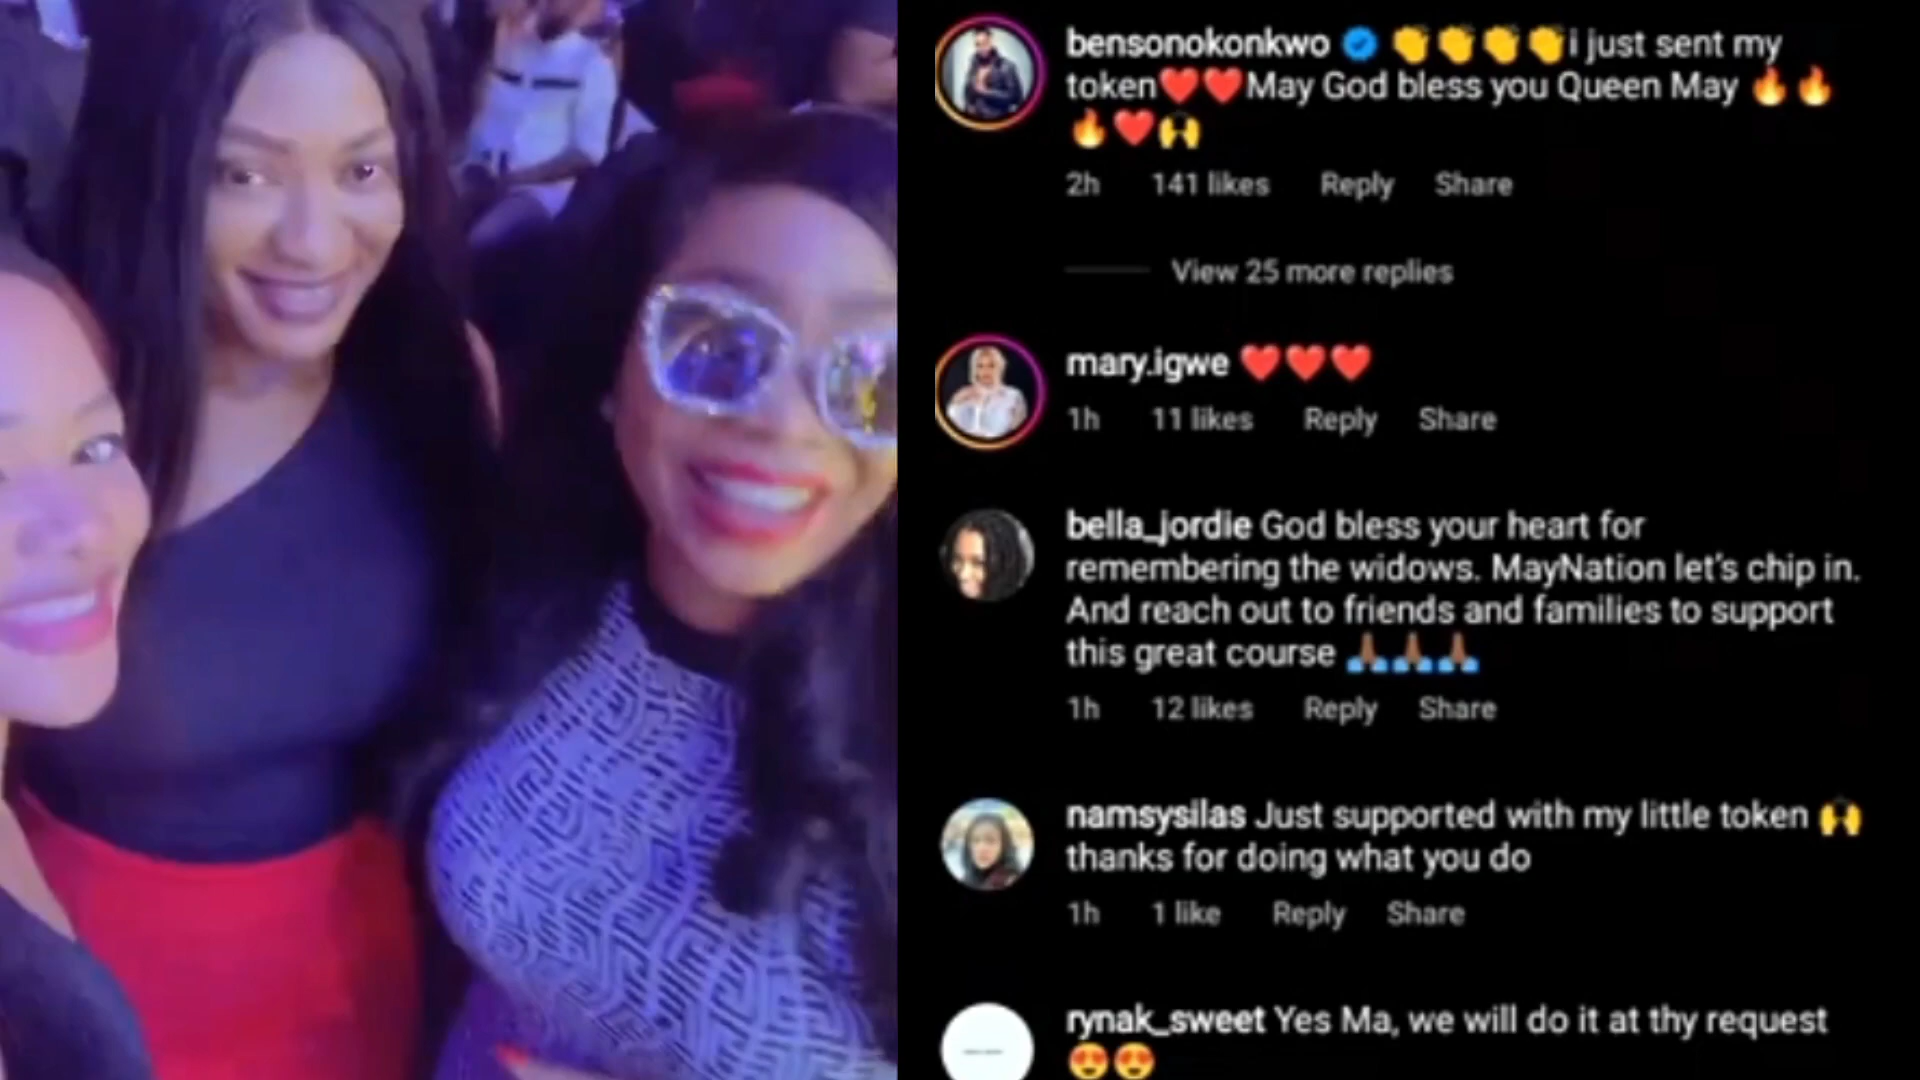 bensonokonkwo 👏👏👏👏i just sent my
token❤️❤️May God bless you Queen May 🔥🔥
🔥❤️🙌
2h 141 likes Reply Share
View 25 more replies
mary.igwe ❤️❤️❤️
1h 11 likes Reply Share
bella_jordie God bless your heart for
remembering the widows. MayNation let's chip in.
And reach out to friends and families to support
this great course 🙏🏾🙏🏾🙏🏾
1h 12 likes Reply Share
namsysilas Just supported with my little token 🙌
thanks for doing what you do
1h 1 like Reply Share
rynak_sweet Yes Ma, we will do it at thy request
😍😍